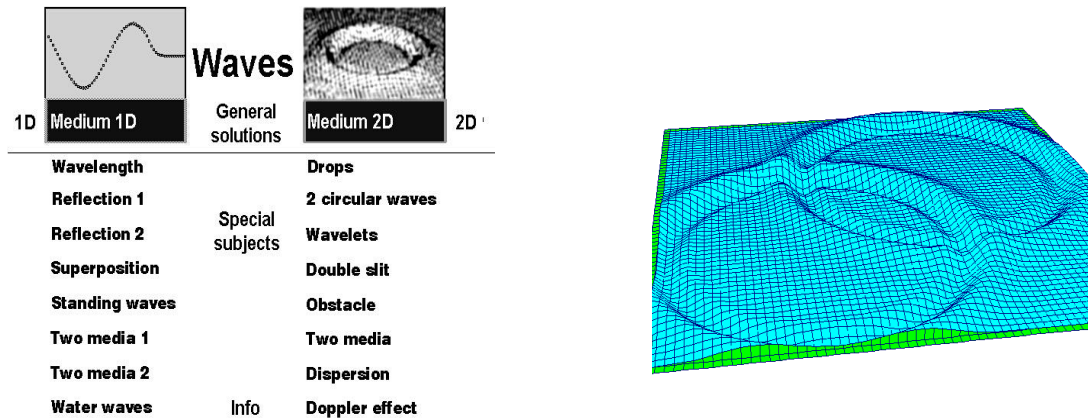 Waves
1D Medium 1D General solutions Medium 2D 2D
Wavelength Drops
Reflection 1 2 circular waves
Special subjects
Reflection 2 Wavelets
Superposition Double slit
Standing waves Obstacle
Two media 1 Two media
Two media 2 Dispersion
Water waves Info Doppler effect